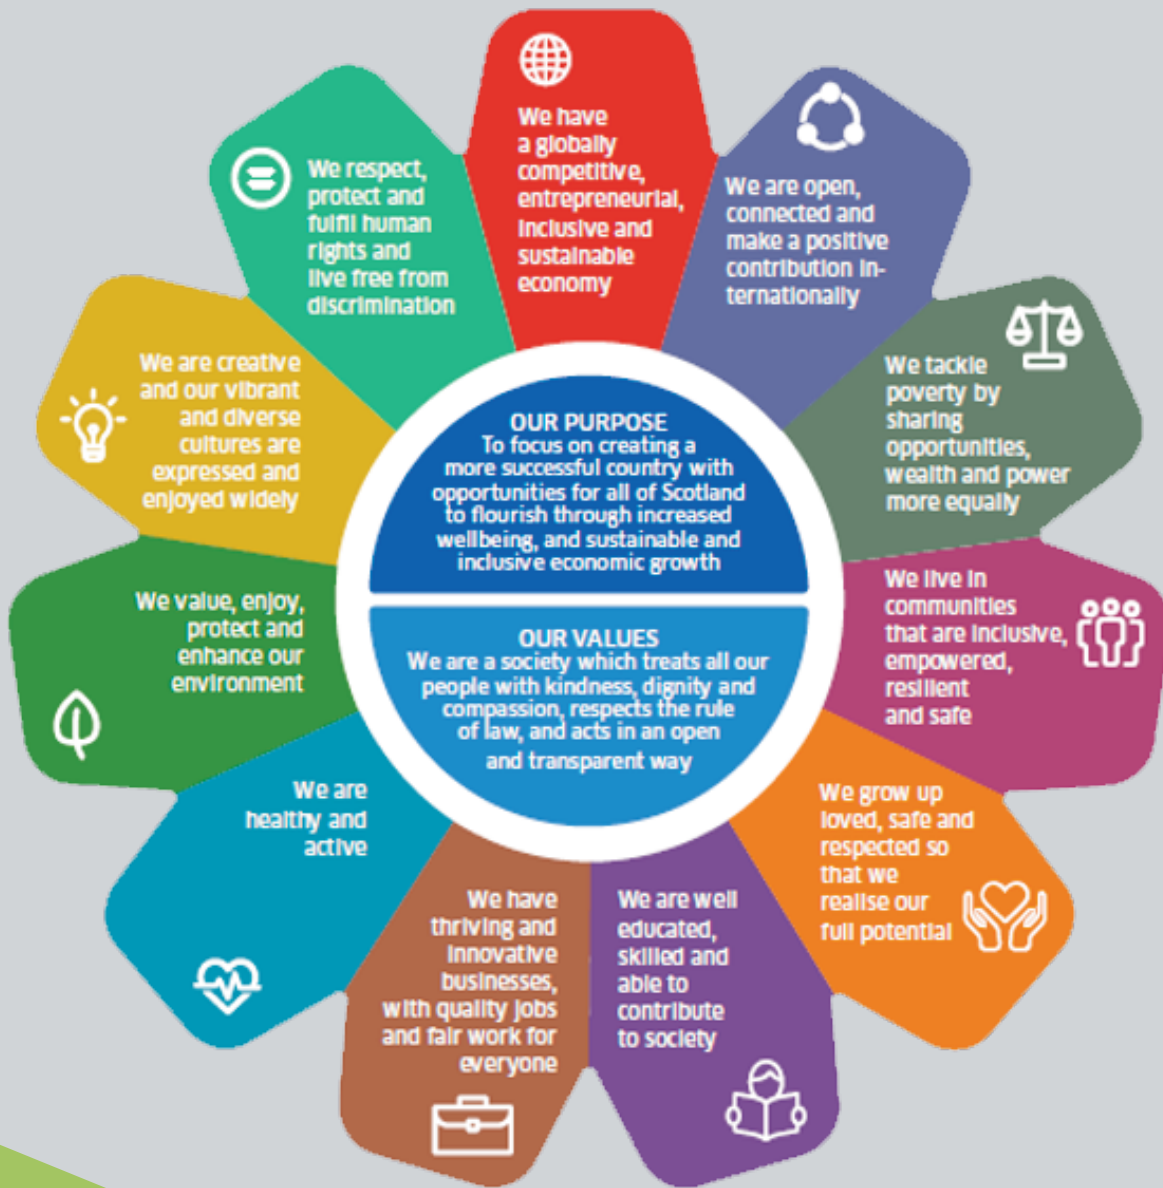 We have
a globally
competitive,
entrepreneurial,
inclusive and
sustainable
economy
We are open,
connected and
make a positive
contribution in-
ternationally
We tackle
poverty by
sharing
opportunities,
wealth and power
more equally
We live in
communities
that are inclusive,
empowered,
resilient
and safe
We grow up
loved, safe and
respected so
that we
realise our
full potential
We are well
educated,
skilled and
able to
contribute
to society
We have
thriving and
innovative
businesses,
with quality jobs
and fair work for
everyone
We are
healthy and
active
We value, enjoy,
protect and
enhance our
environment
We are creative
and our vibrant
and diverse
cultures are
expressed and
enjoyed widely
We respect,
protect and
fulfil human
rights and
live free from
discrimination
OUR PURPOSE
To focus on creating a
more successful country with
opportunities for all of Scotland
to flourish through increased
wellbeing, and sustainable and
inclusive economic growth
OUR VALUES
We are a society which treats all our
people with kindness, dignity and
compassion, respects the rule
of law, and acts in an open
and transparent way